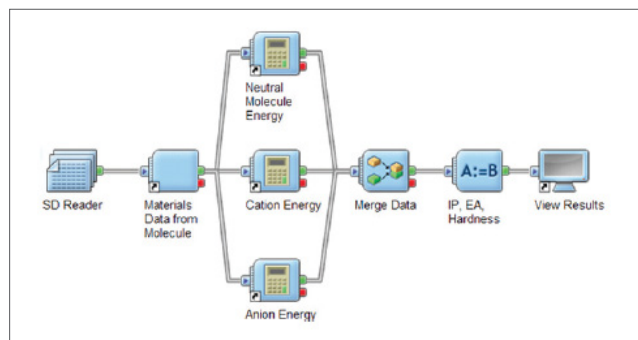 Neutral
Molecule
Energy
SD Reader
Materials
Data from
Molecule
Cation Energy
Merge Data
A:=B
IP, EA,
Hardness
View Results
Anion Energy